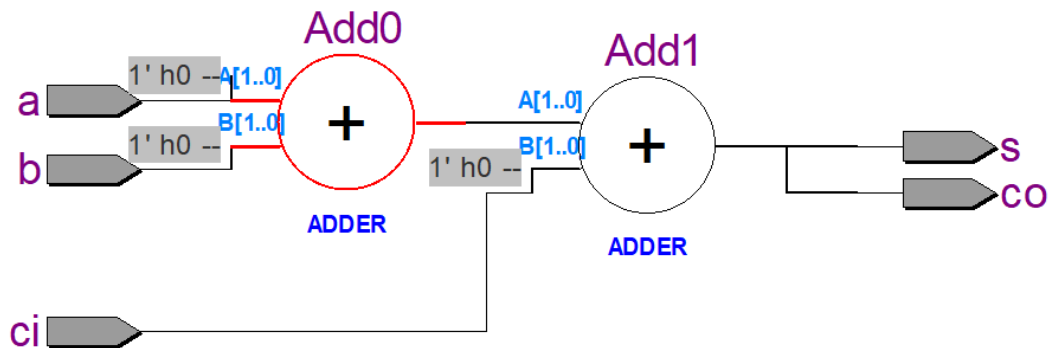 Add0
Add1
1' h0 --
A[1..0]
a
B[1..0]
1' h0 --
b
+
ADDER
A[1..0]
B[1..0]
1' h0 --
+
ADDER
s
co
ci